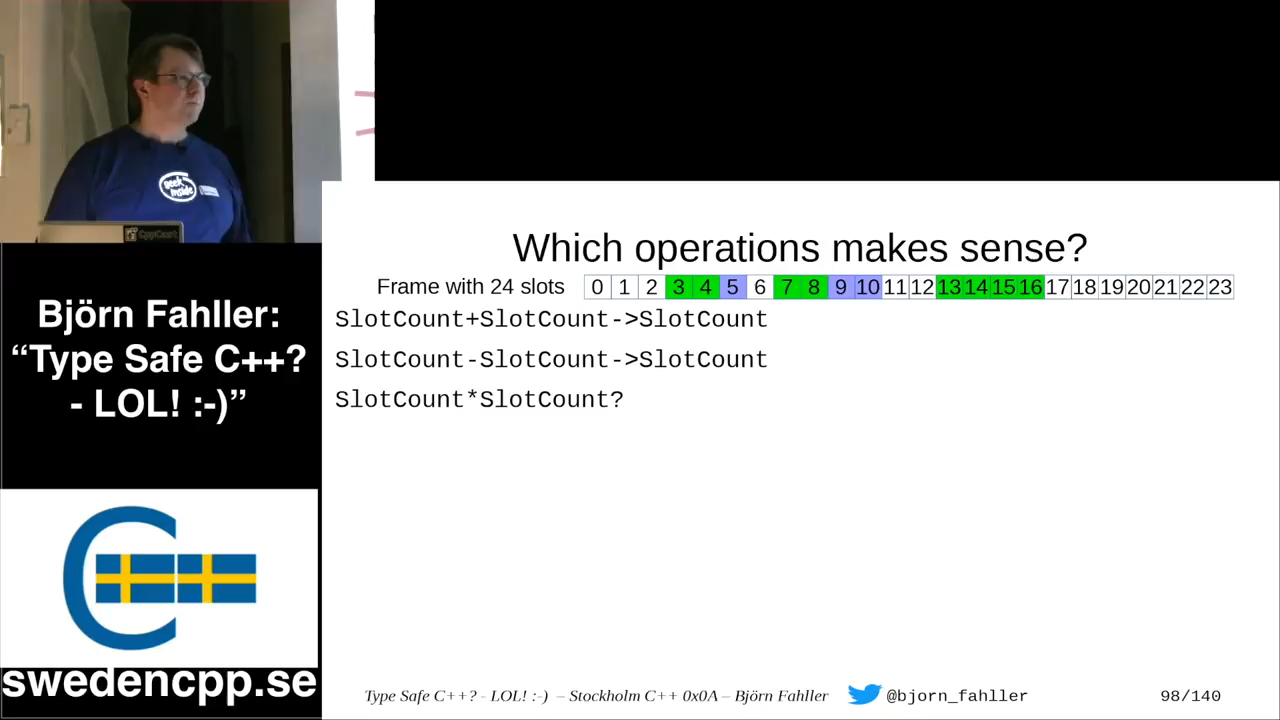 Geek
inside
CppCast
Björn Fahller:
“Type Safe C++?
- LOL! :-)”
C++
swedencpp.se
Which operations makes sense?
Frame with 24 slots 0 1 2 3 4 5 6 7 8 9 10 11 12 13 14 15 16 17 18 19 20 21 22 23
SlotCount+SlotCount->SlotCount
SlotCount-SlotCount->SlotCount
SlotCount*SlotCount?
Type Safe C++? - LOL! :-) – Stockholm C++ 0x0A – Björn Fahller @bjorn_fahller 98/140